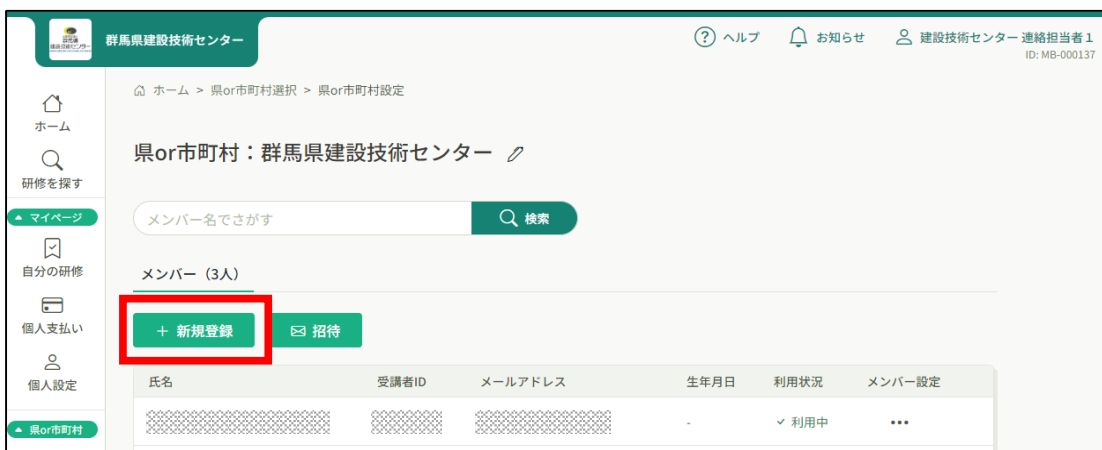 群馬県建設技術センター
ヘルプ
お知らせ
建設技術センター 連絡担当者1
ID: MB-000137
ホーム > 県or市町村選択 > 県or市町村設定
ホーム
研修を探す
マイページ
自分の研修
個人支払い
個人設定
県or市町村
県or市町村：群馬県建設技術センター
メンバー名でさがす
検索
メンバー（3人）
+ 新規登録
招待
氏名 受講者ID メールアドレス 生年月日 利用状況 メンバー設定
- 利用中 •••